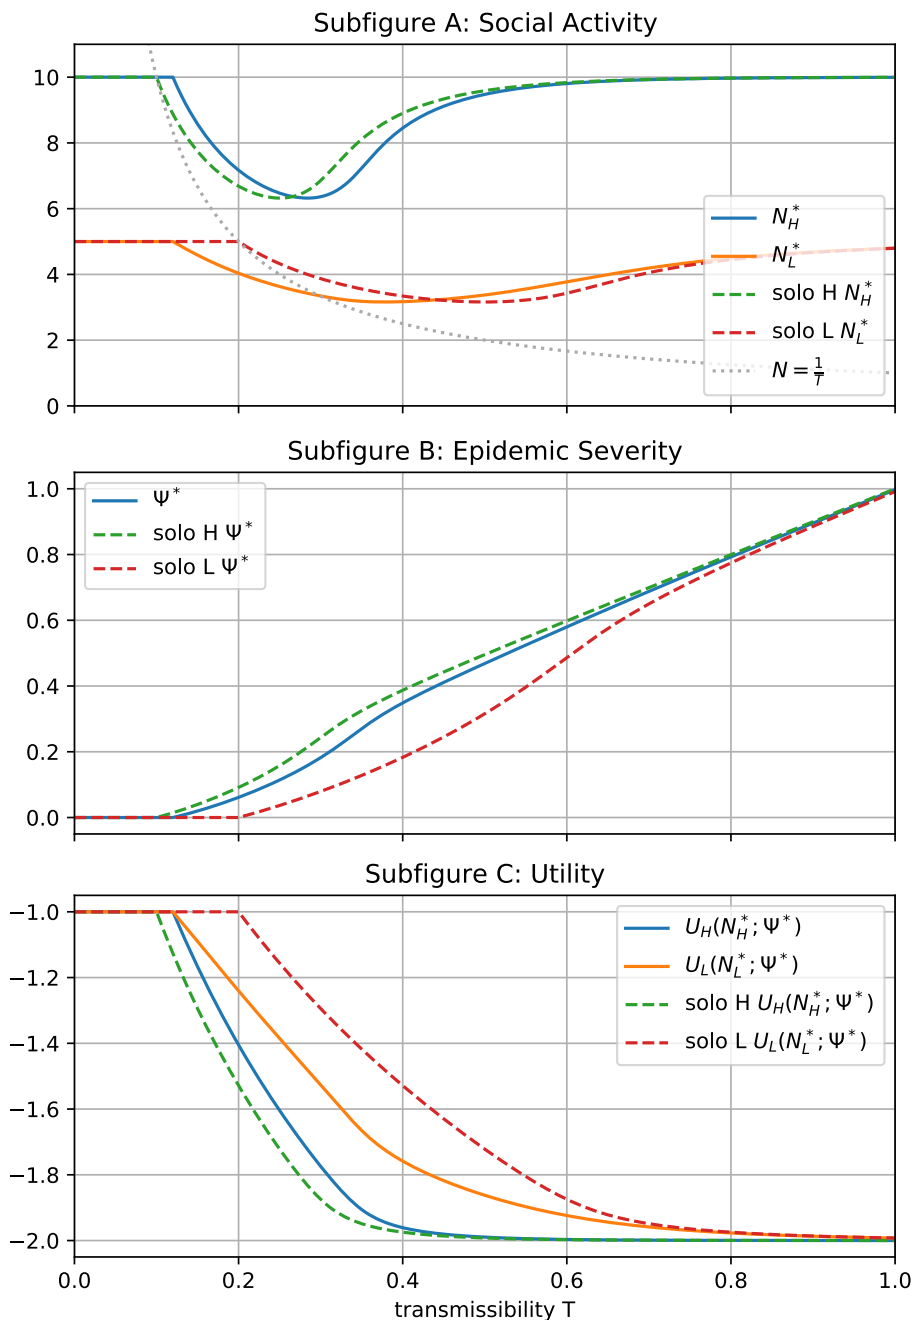 Subfigure A: Social Activity
10
8
6
4
2
0
N*_H
N*_L
solo H N*_H
solo L N*_L
N = 1/T
Subfigure B: Epidemic Severity
1.0
0.8
0.6
0.4
0.2
0.0
Ψ*
solo H Ψ*
solo L Ψ*
Subfigure C: Utility
−1.0
−1.2
−1.4
−1.6
−1.8
−2.0
U_H(N*_H; Ψ*)
U_L(N*_L; Ψ*)
solo H U_H(N*_H; Ψ*)
solo L U_L(N*_L; Ψ*)
0.0 0.2 0.4 0.6 0.8 1.0
transmissibility T